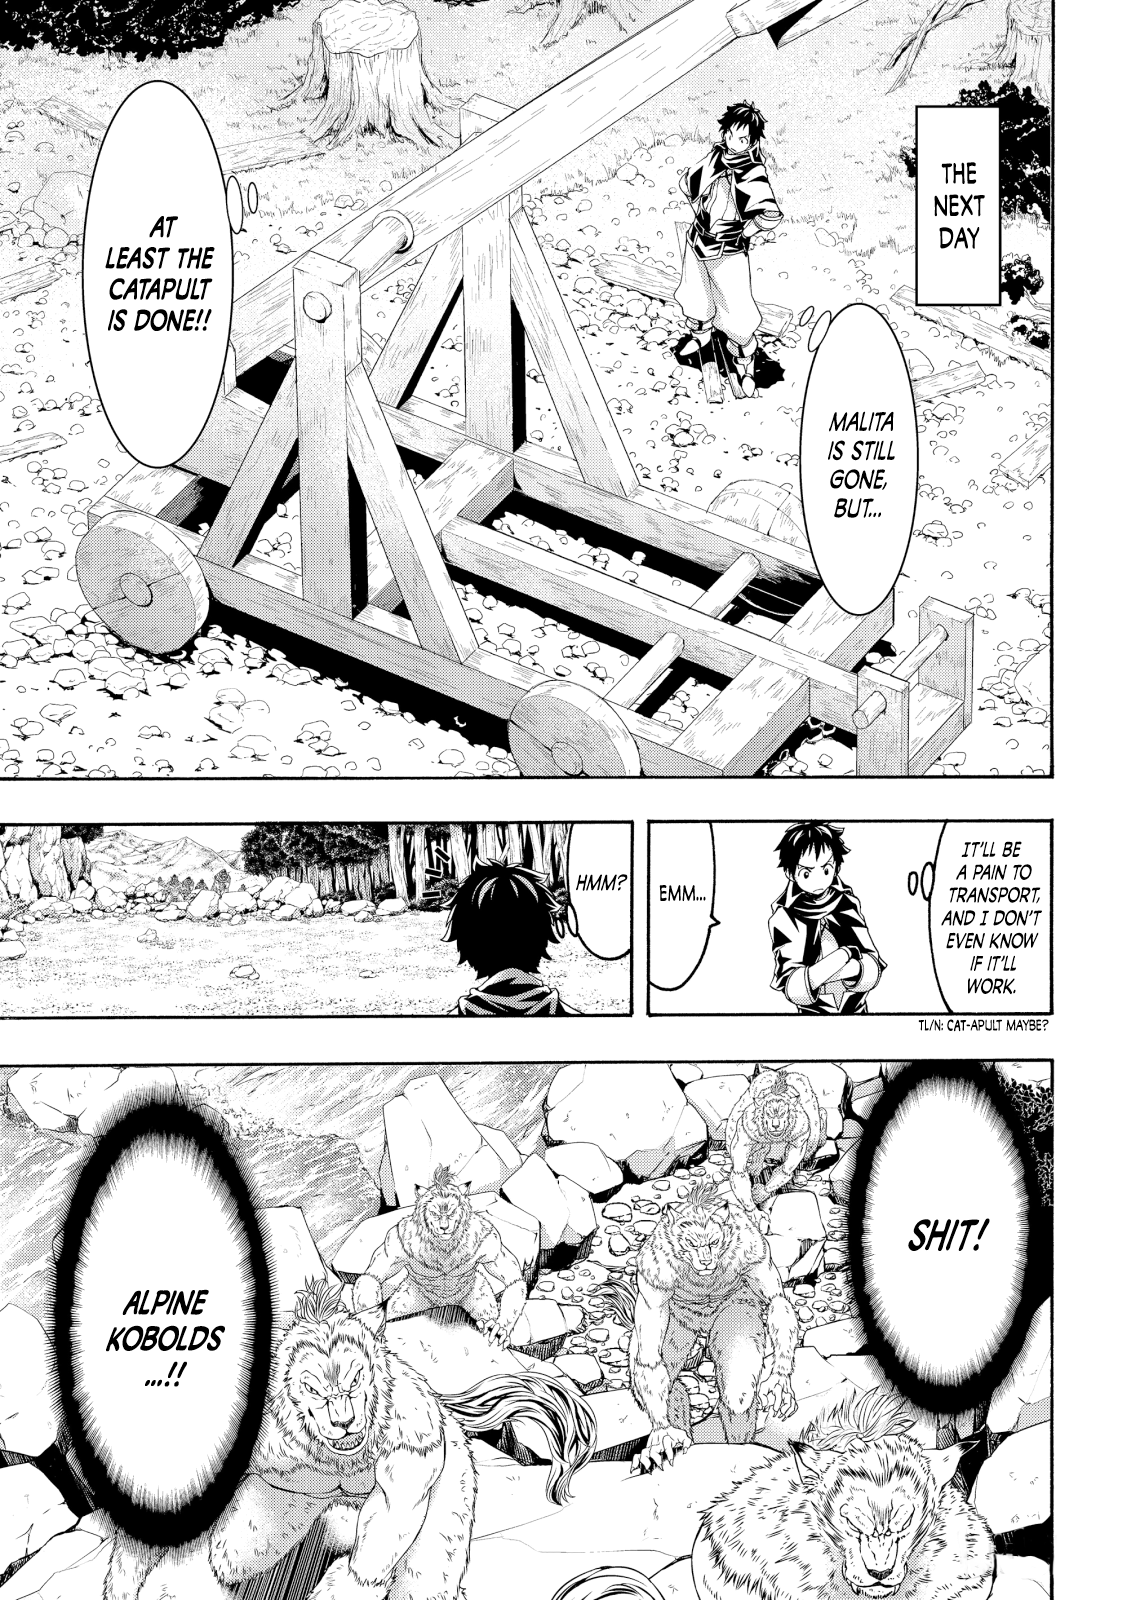 THE
NEXT
DAY
MALITA
IS STILL
GONE,
BUT...
AT
LEAST THE
CATAPULT
IS DONE!!
IT'LL BE
A PAIN TO
TRANSPORT,
AND I DON'T
EVEN KNOW
IF IT'LL
WORK.
EMM...
TL/N: CAT-APULT MAYBE?
HMM?
SHIT!
ALPINE
KOBOLDS
...!!